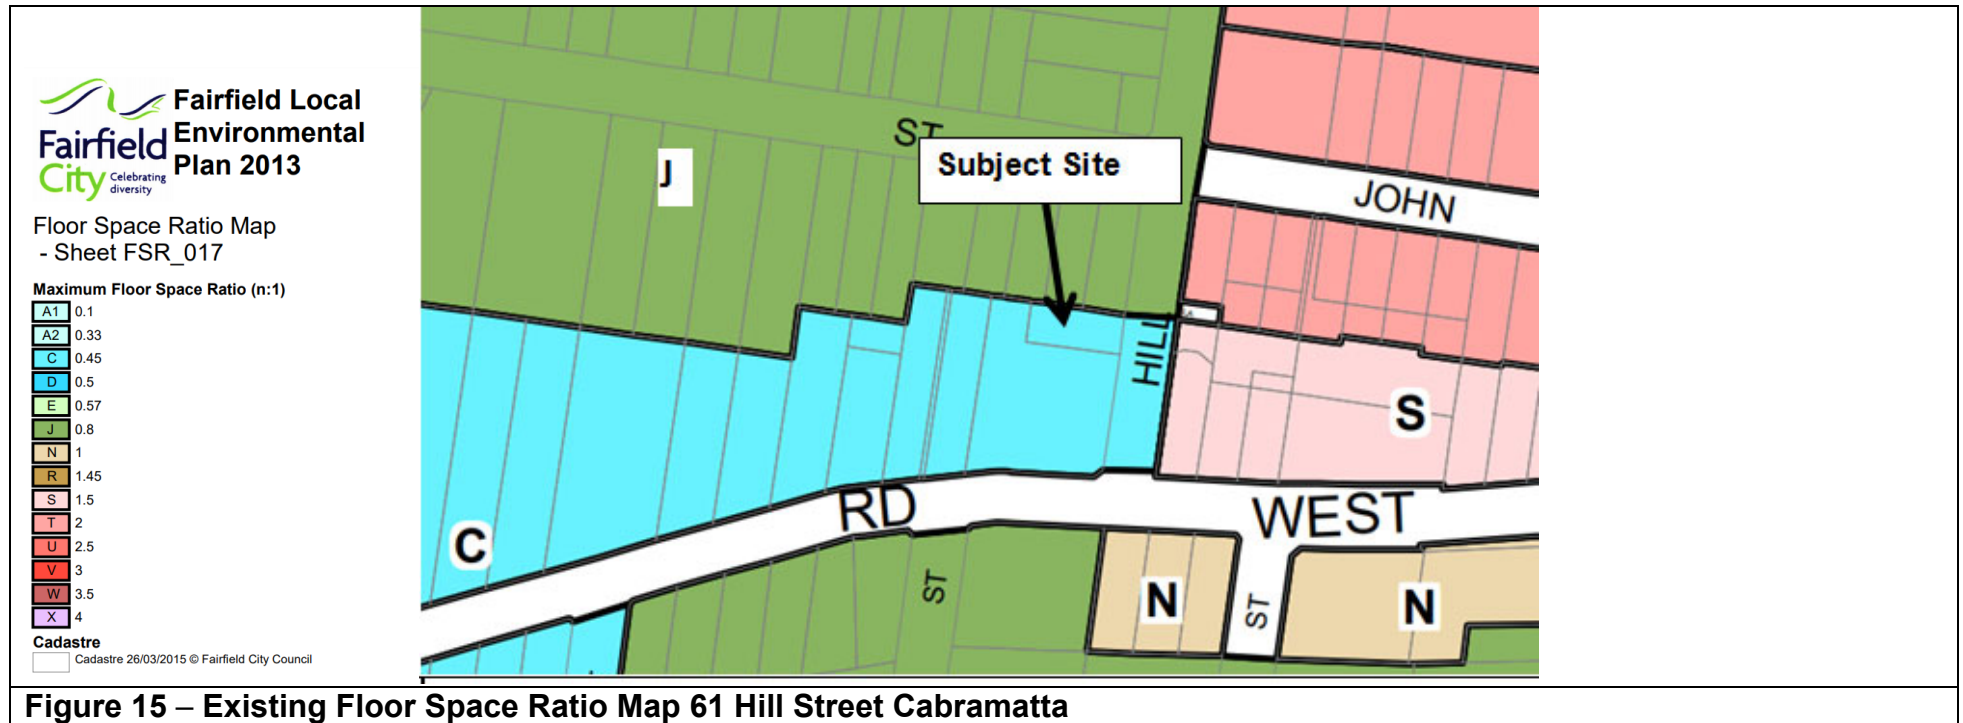 Fairfield
City
Celebrating
diversity
Fairfield Local
Environmental
Plan 2013
Floor Space Ratio Map
- Sheet FSR_017
Maximum Floor Space Ratio (n:1)
A1 0.1
A2 0.33
C 0.45
D 0.5
E 0.57
J 0.8
N 1
R 1.45
S 1.5
T 2
U 2.5
V 3
W 3.5
X 4
Cadastre
Cadastre 26/03/2015 © Fairfield City Council
ST
J
Subject Site
JOHN
HILL
S
RD
WEST
C
ST
N
ST
N
Figure 15 – Existing Floor Space Ratio Map 61 Hill Street Cabramatta